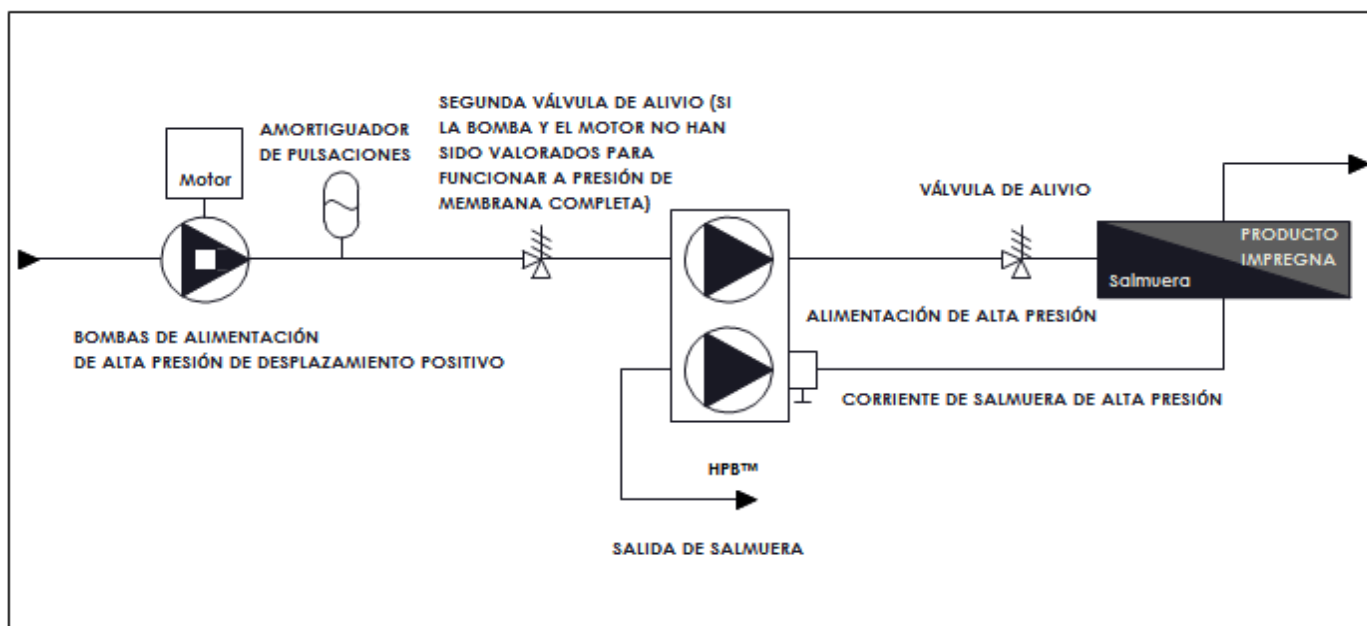 SEGUNDA VÁLVULA DE ALIVIO (SI
LA BOMBA Y EL MOTOR NO HAN
SIDO VALORADOS PARA
FUNCIONAR A PRESIÓN DE
MEMBRANA COMPLETA)
AMORTIGUADOR
DE PULSACIONES
Motor
VÁLVULA DE ALIVIO
PRODUCTO
IMPREGNA
Salmuera
BOMBAS DE ALIMENTACIÓN
DE ALTA PRESIÓN DE DESPLAZAMIENTO POSITIVO
ALIMENTACIÓN DE ALTA PRESIÓN
CORRIENTE DE SALMUERA DE ALTA PRESIÓN
HPB™
SALIDA DE SALMUERA